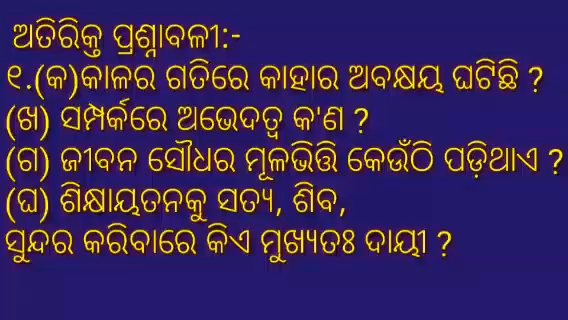 ଅତିରିକ୍ତ ପ୍ରଶ୍ନାବଳୀ:-
୧.(କ)କାଳର ଗତିରେ କାହାର ଅବକ୍ଷୟ ଘଟିଛି ?
(ଖ) ସମ୍ପର୍କରେ ଅଭେଦତ୍ୱ କ'ଣ ?
(ଗ) ଜୀବନ ସୌଧର ମୂଳଭିତ୍ତି କେଉଁଠି ପଡ଼ିଥାଏ ?
(ଘ) ଶିକ୍ଷାୟତନକୁ ସତ୍ୟ, ଶିବ,
ସୁନ୍ଦର କରିବାରେ କିଏ ମୁଖ୍ୟତଃ ଦାୟୀ ?